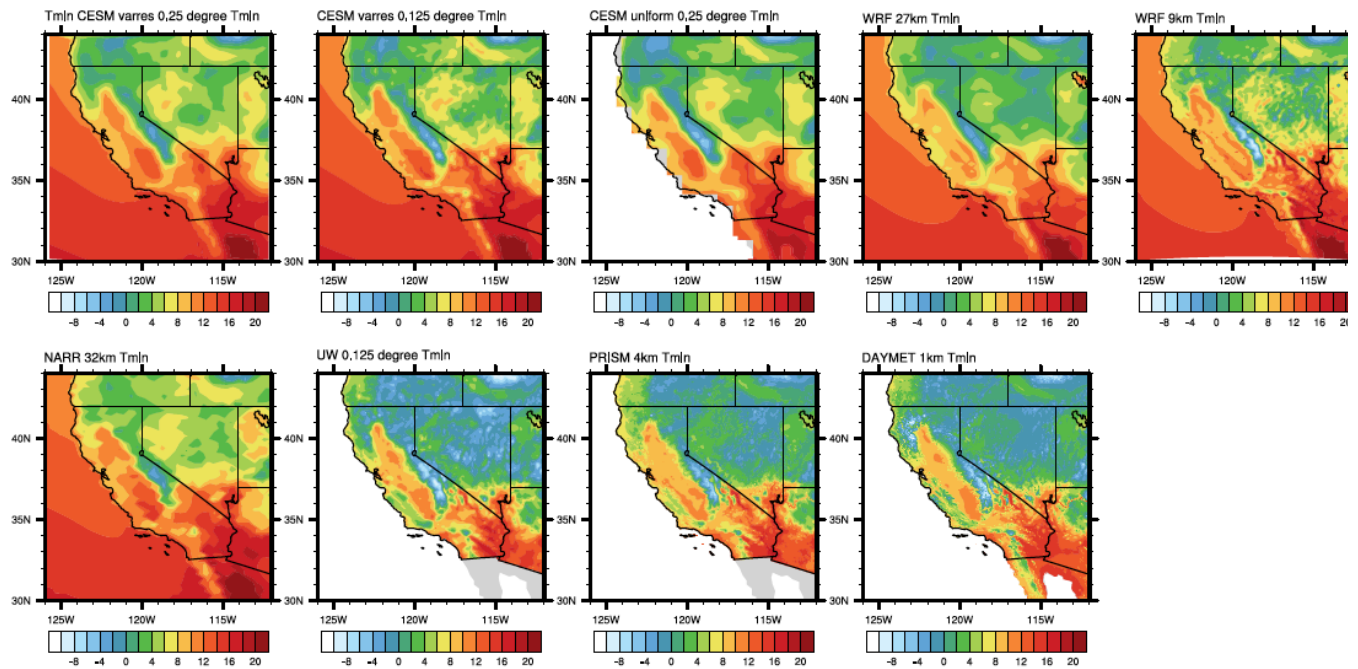 Tmin CESM varres 0,25 degree Tmin
CESM varres 0,125 degree Tmin
CESM uniform 0,25 degree Tmin
WRF 27km Tmin
WRF 9km Tmin
40N
35N
30N
125W 120W 115W
40N
35N
30N
125W 120W 115W
40N
35N
30N
125W 120W 115W
40N
35N
30N
125W 120W 115W
40N
35N
30N
125W 120W 115W
-8 -4 0 4 8 12 16 20
-8 -4 0 4 8 12 16 20
-8 -4 0 4 8 12 16 20
-8 -4 0 4 8 12 16 20
-8 -4 0 4 8 12 16 20
NARR 32km Tmin
UW 0,125 degree Tmin
PRISM 4km Tmin
DAYMET 1km Tmin
40N
35N
30N
125W 120W 115W
40N
35N
30N
125W 120W 115W
40N
35N
30N
125W 120W 115W
40N
35N
30N
125W 120W 115W
-8 -4 0 4 8 12 16 20
-8 -4 0 4 8 12 16 20
-8 -4 0 4 8 12 16 20
-8 -4 0 4 8 12 16 20